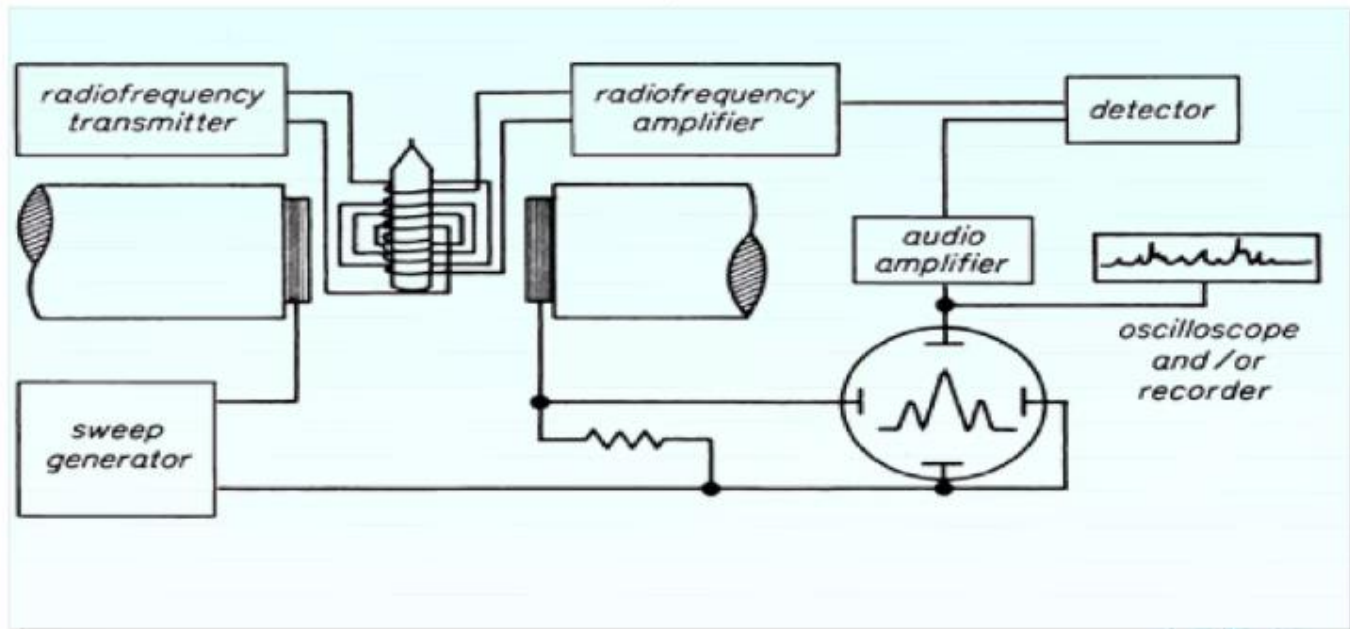 radiofrequency
transmitter
radiofrequency
amplifier
detector
audio
amplifier
oscilloscope
and/or
recorder
sweep
generator